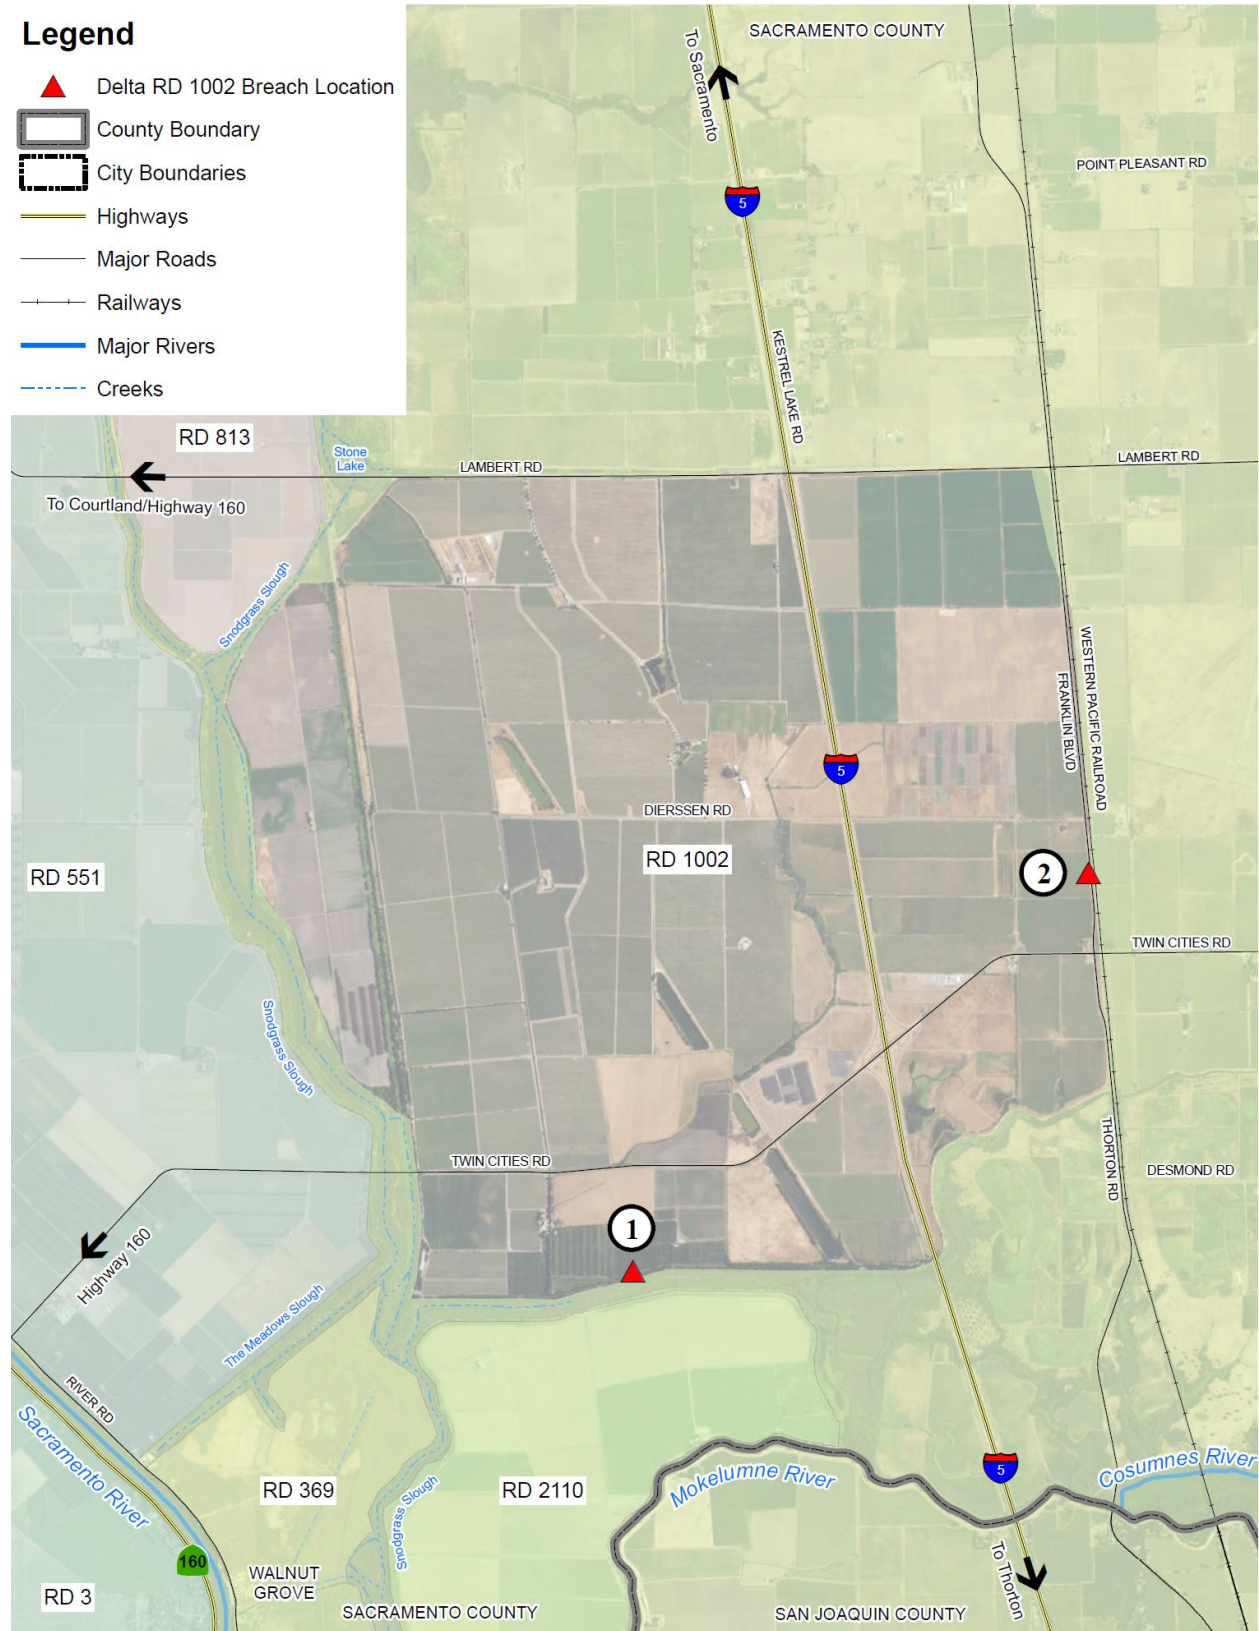 Legend
Delta RD 1002 Breach Location
County Boundary
City Boundaries
Highways
Major Roads
Railways
Major Rivers
Creeks
SACRAMENTO COUNTY
To Sacramento
POINT PLEASANT RD
5
KESTREL LAKE RD
RD 813
Stone
Lake
LAMBERT RD
LAMBERT RD
To Courtland/Highway 160
Snodgrass Slough
WESTERN PACIFIC RAILROAD
FRANKLIN BLVD
5
DIERSSEN RD
RD 1002
RD 551
2
TWIN CITIES RD
Snodgrass Slough
THORTON RD
TWIN CITIES RD
DESMOND RD
1
Highway 160
The Meadows Slough
RIVER RD
Sacramento River
Mokelumne River
5
Cosumnes River
RD 369
RD 2110
Snodgrass Slough
160
WALNUT
GROVE
To Thorton
RD 3
SACRAMENTO COUNTY
SAN JOAQUIN COUNTY